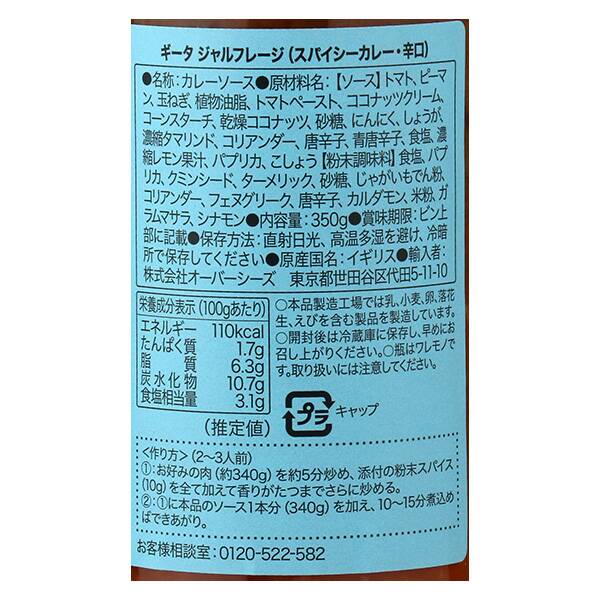 ギータ ジャルフレージ（スパイシーカレー・辛口）
●名称：カレーソース●原材料名：【ソース】トマト、ピーマ
ン、玉ねぎ、植物油脂、トマトペースト、ココナッツクリーム、
コーンスターチ、乾燥ココナッツ、砂糖、にんにく、しょうが、
濃縮タマリンド、コリアンダー、唐辛子、青唐辛子、食塩、濃
縮レモン果汁、パプリカ、こしょう【粉末調味料】食塩、パプ
リカ、クミンシード、ターメリック、砂糖、じゃがいもでん粉、
コリアンダー、フェヌグリーク、唐辛子、カルダモン、米粉、ガ
ラムマサラ、シナモン●内容量：350g●賞味期限：ビン上
部に記載●保存方法：直射日光、高温多湿を避け、冷暗
所で保存してください●原産国名：イギリス●輸入者：
株式会社オーバーシーズ 東京都世田谷区代田5-11-10
栄養成分表示（100gあたり）
エネルギー 110kcal
たんぱく質 1.7g
脂質 6.3g
炭水化物 10.7g
食塩相当量 3.1g
（推定値）
○本品製造工場では乳、小麦、卵、落花
生、えびを含む製品を製造しています。
○開封後は冷蔵庫に保存し、早めにお
召し上がりください。○瓶はワレモノで
す。取り扱いには注意してください。
プラ キャップ
＜作り方＞（2〜3人前）
①：お好みの肉（約340g）を約5分炒め、添付の粉末スパイス
（10g）を全て加えて香りがたつまでさらに炒める。
②：①に本品のソース1本分（340g）を加え、10〜15分煮込め
ばできあがり。
お客様相談室：0120-522-582